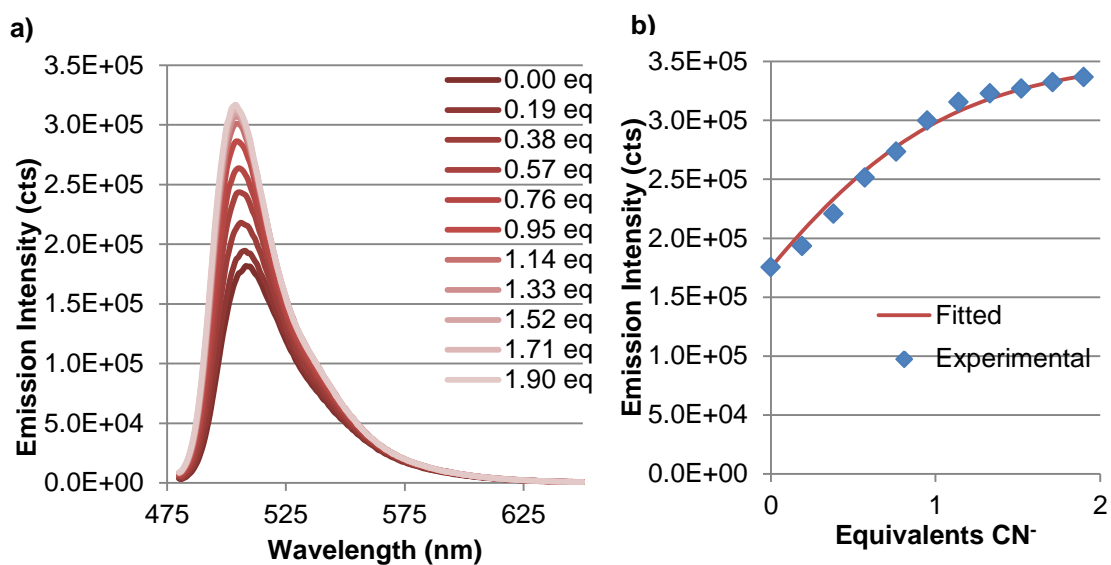 a)
Emission Intensity (cts)
3.5E+05
3.0E+05
2.5E+05
2.0E+05
1.5E+05
1.0E+05
5.0E+04
0.0E+00
475 525 575 625
Wavelength (nm)
0.00 eq
0.19 eq
0.38 eq
0.57 eq
0.76 eq
0.95 eq
1.14 eq
1.33 eq
1.52 eq
1.71 eq
1.90 eq
b)
Emission Intensity (cts)
3.5E+05
3.0E+05
2.5E+05
2.0E+05
1.5E+05
1.0E+05
5.0E+04
0.0E+00
0 1 2
Equivalents CN⁻
Fitted
Experimental